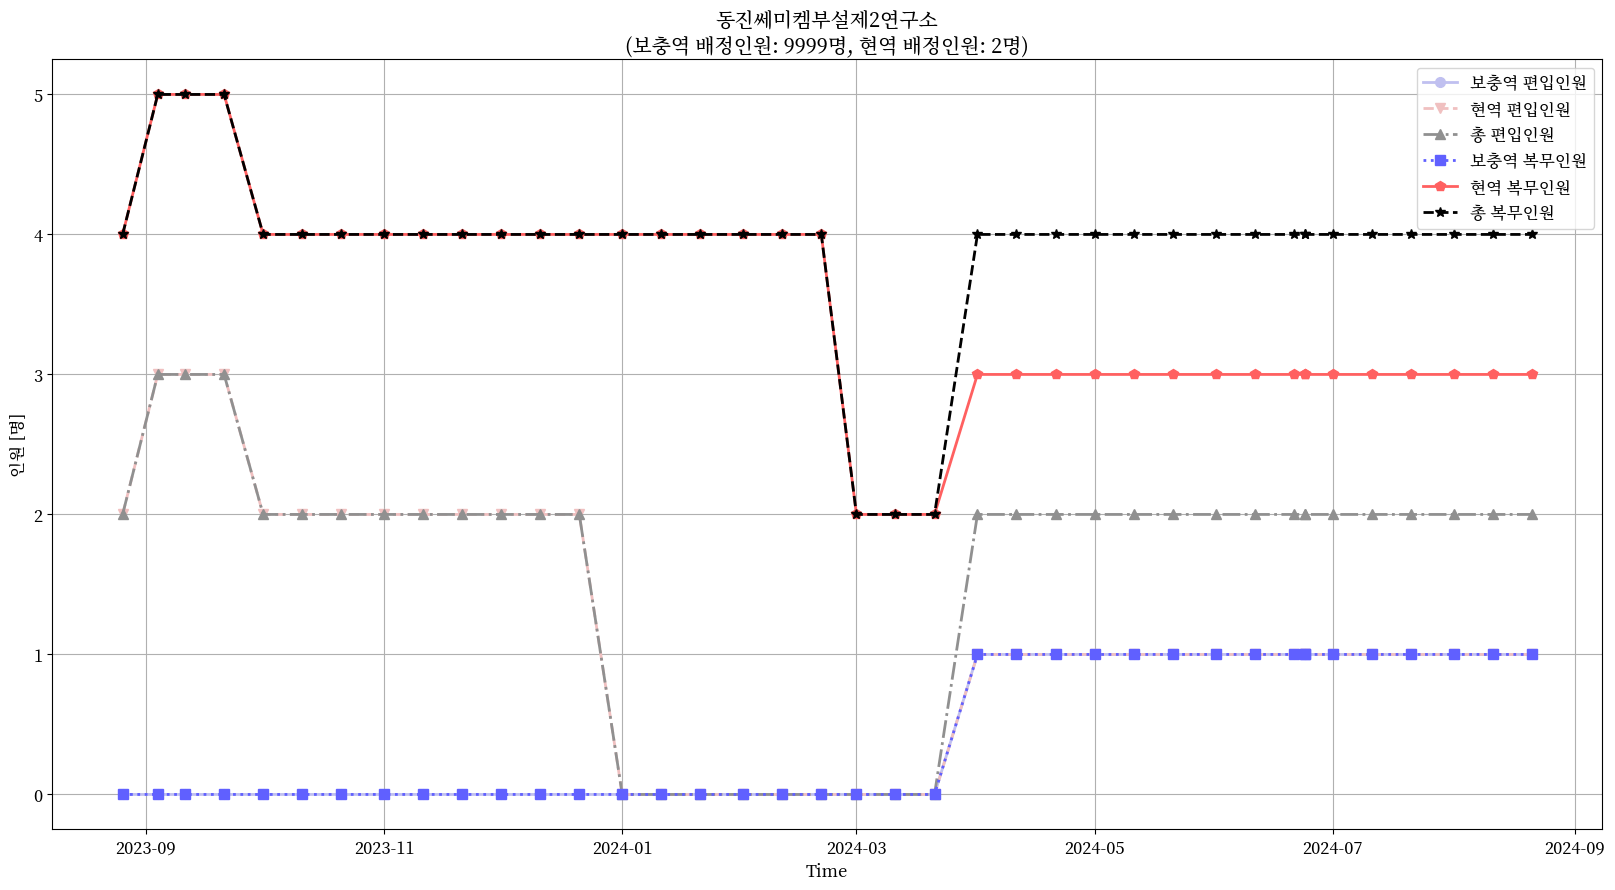 동진쎄미켐부설제2연구소
(보충역 배정인원: 9999명, 현역 배정인원: 2명)
보충역 편입인원
현역 편입인원
총 편입인원
보충역 복무인원
현역 복무인원
총 복무인원
인원 [명]
5
4
3
2
1
0
2023-09
2023-11
2024-01
2024-03
2024-05
2024-07
2024-09
Time